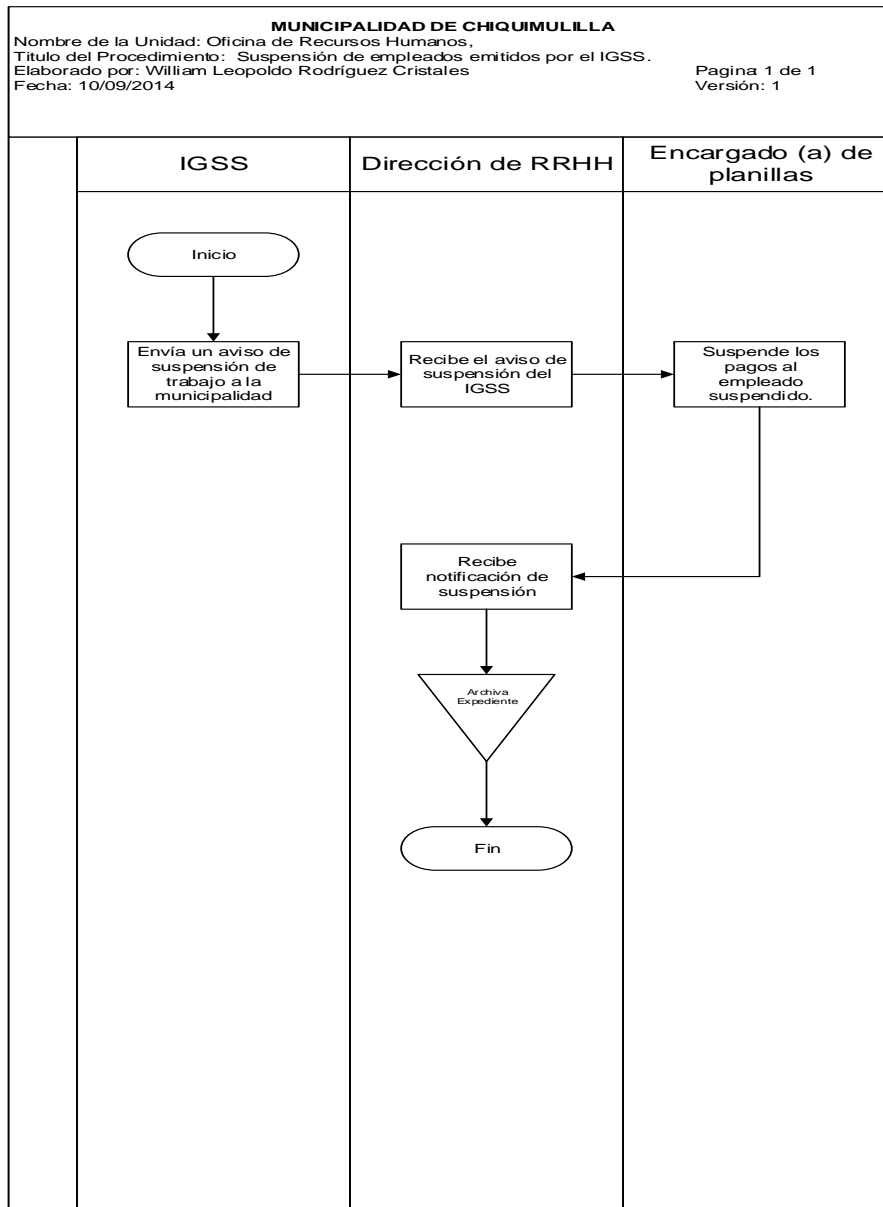 MUNICIPALIDAD DE CHIQUIMULILLA
Nombre de la Unidad: Oficina de Recursos Humanos,
Titulo del Procedimiento: Suspensión de empleados emitidos por el IGSS.
Elaborado por: William Leopoldo Rodríguez Cristales
Pagina 1 de 1
Fecha: 10/09/2014
Versión: 1
IGSS
Dirección de RRHH
Encargado (a) de
planillas
Inicio
Envía un aviso de
suspensión de
trabajo a la
municipalidad
Recibe el aviso de
suspensión del
IGSS
Suspende los
pagos al
empleado
suspendido.
Recibe
notificación de
suspensión
Archiva
Expediente
Fin